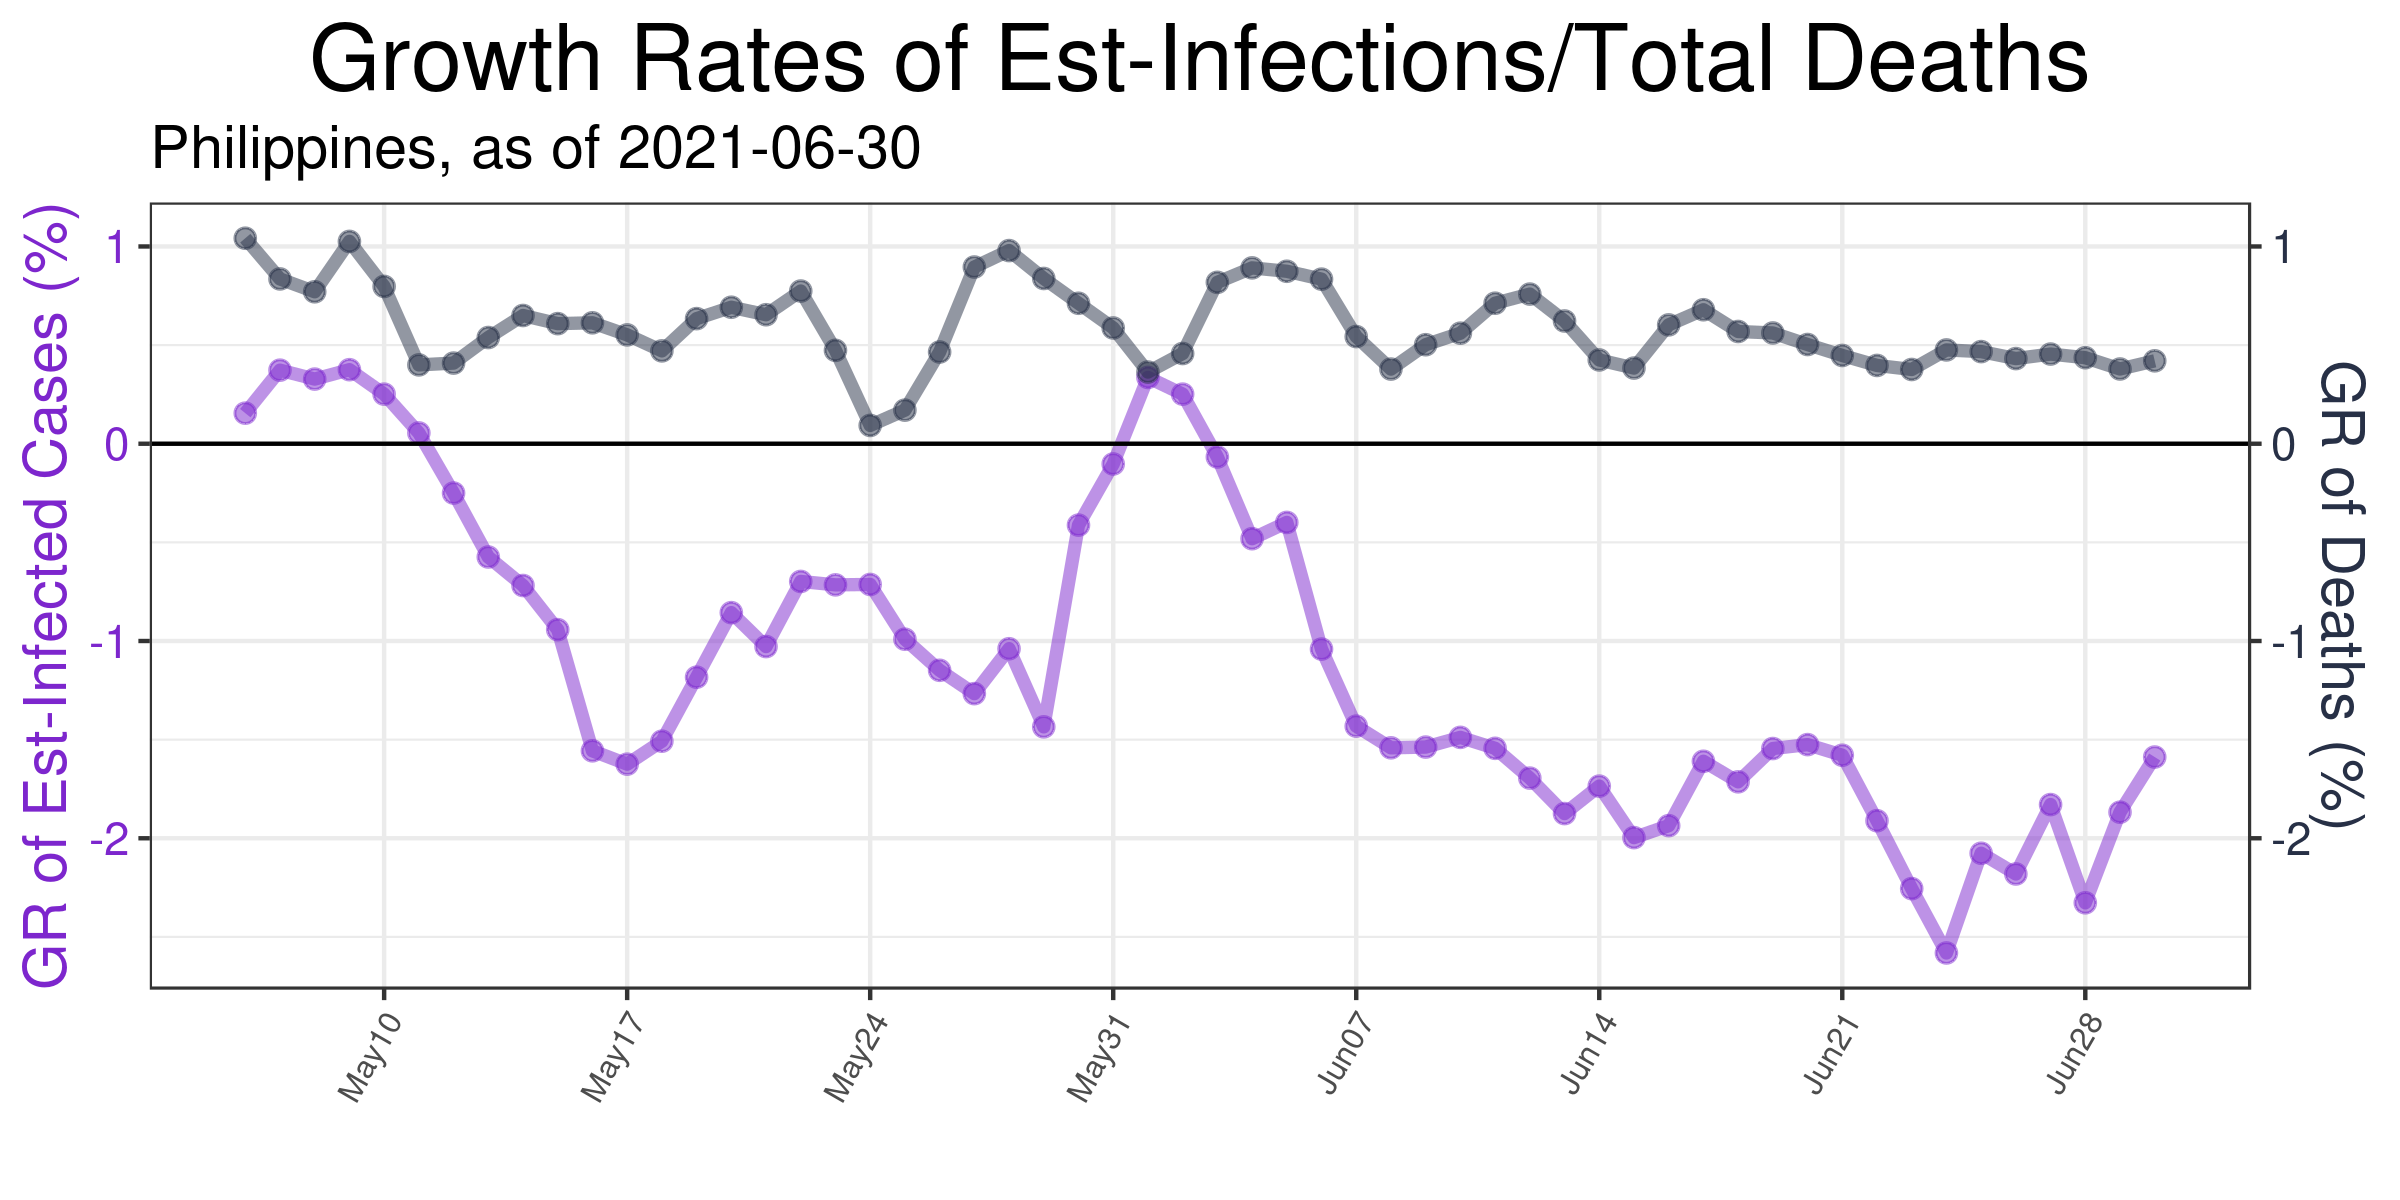 Growth Rates of Est-Infections/Total Deaths
Philippines, as of 2021-06-30
GR of Est-Infected Cases (%)
1
0
-1
-2
1
0
-1
-2
GR of Deaths (%)
May10
May17
May24
May31
Jun07
Jun14
Jun21
Jun28